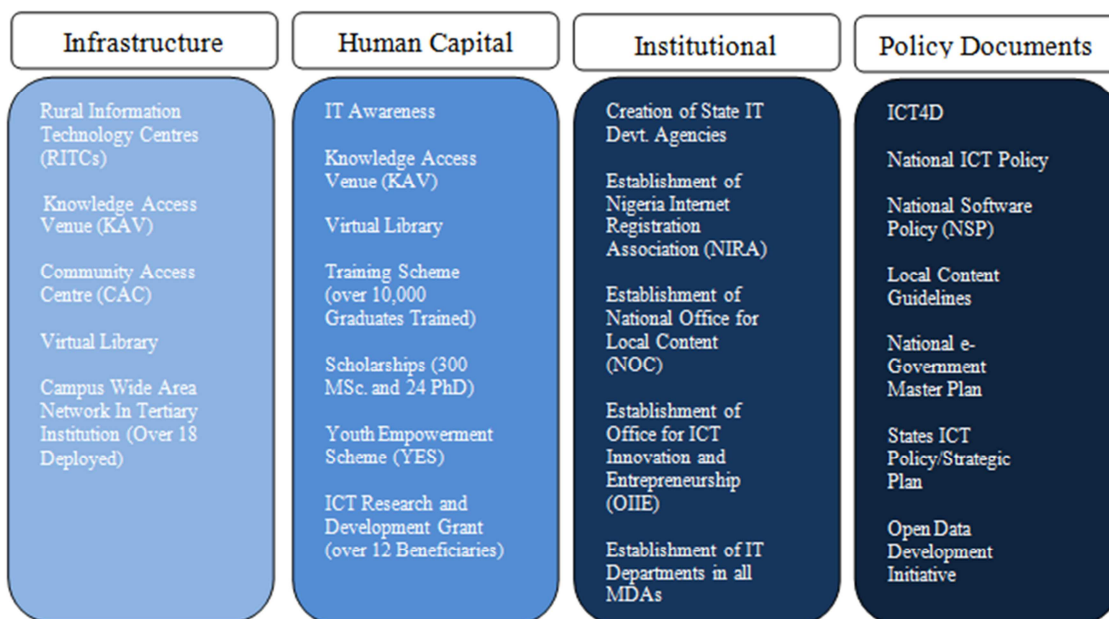 Infrastructure
Rural Information
Technology Centres
(RITCs)
Knowledge Access
Venue (KAV)
Community Access
Centre (CAC)
Virtual Library
Campus Wide Area
Network In Tertiary
Institution (Over 18
Deployed)
Human Capital
IT Awareness
Knowledge Access
Venue (KAV)
Virtual Library
Training Scheme
(over 10,000
Graduates Trained)
Scholarships (300
MSc. and 24 PhD)
Youth Empowerment
Scheme (YES)
ICT Research and
Development Grant
(over 12 Beneficiaries)
Institutional
Creation of State IT
Devt. Agencies
Establishment of
Nigeria Internet
Registration
Association (NIRA)
Establishment of
National Office for
Local Content
(NOC)
Establishment of
Office for ICT
Innovation and
Entrepreneurship
(OIIE)
Establishment of IT
Departments in all
MDAs
Policy Documents
ICT4D
National ICT Policy
National Software
Policy (NSP)
Local Content
Guidelines
National e-
Government
Master Plan
States ICT
Policy/Strategic
Plan
Open Data
Development
Initiative